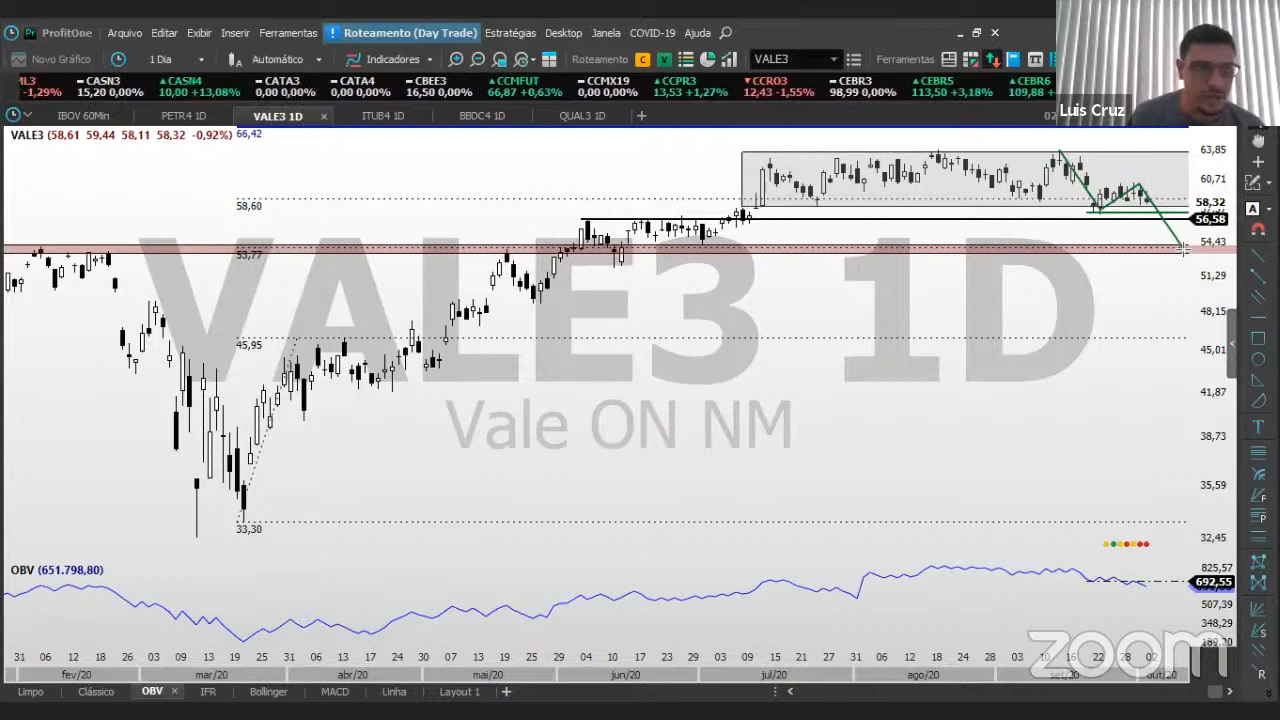 ProfitOne Arquivo Editar Exibir Inserir Ferramentas ! Roteamento (Day Trade) Estratégias Desktop Janela COVID-19 Ajuda
Novo Gráfico 1 Dia Automático Indicadores Roteamento C V VALE3 Ferramentas
ML3 CASN3 CASN4 CATA3 CATA4 CBEE3 CCMFUT CCMX19 CCPR3 CCRO3 CEBR3 CEBR5 CEBR6
-1,29% 15,20 0,00% 10,00 +13,08% 0,00 0,00% 0,00 0,00% 16,50 0,00% 66,87 +0,63% 0,00 0,00% 13,53 +1,27% 12,43 -1,55% 98,99 0,00% 113,50 +3,18% 109,88
Luis Cruz
IBOV 60Min PETR4 1D VALE3 1D ITUB4 1D BBDC4 1D QUAL3 1D
VALE3 (58,61 59,44 58,11 58,32 -0,92%) 66,42
63,85
60,71
58,60
58,32
56,58
54,43
53,77
51,29
48,15
45,95
45,01
41,87
38,73
35,59
33,30
32,45
VALE3 1D
Vale ON NM
OBV (651.798,80)
825,57
692,55
507,39
348,29
189,20
zoom
31 06 12 18 26 03 09 13 19 25 31 06 13 17 24 30 07 13 19 25 29 04 10 17 23 29 03 09 15 21 27 31 06 12 18 24 28 03 10 16 22 28 02
fev/20 mar/20 abr/20 mai/20 jun/20 jul/20 ago/20 set/20 out/20
Limpo Clássico OBV IFR Bollinger MACD Linha Layout 1